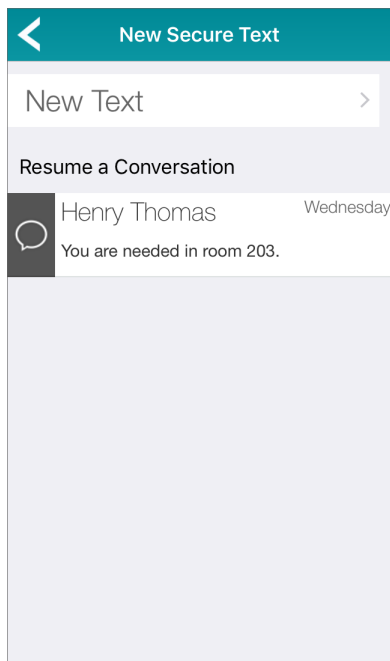 New Secure Text
New Text
Resume a Conversation
Henry Thomas Wednesday
You are needed in room 203.